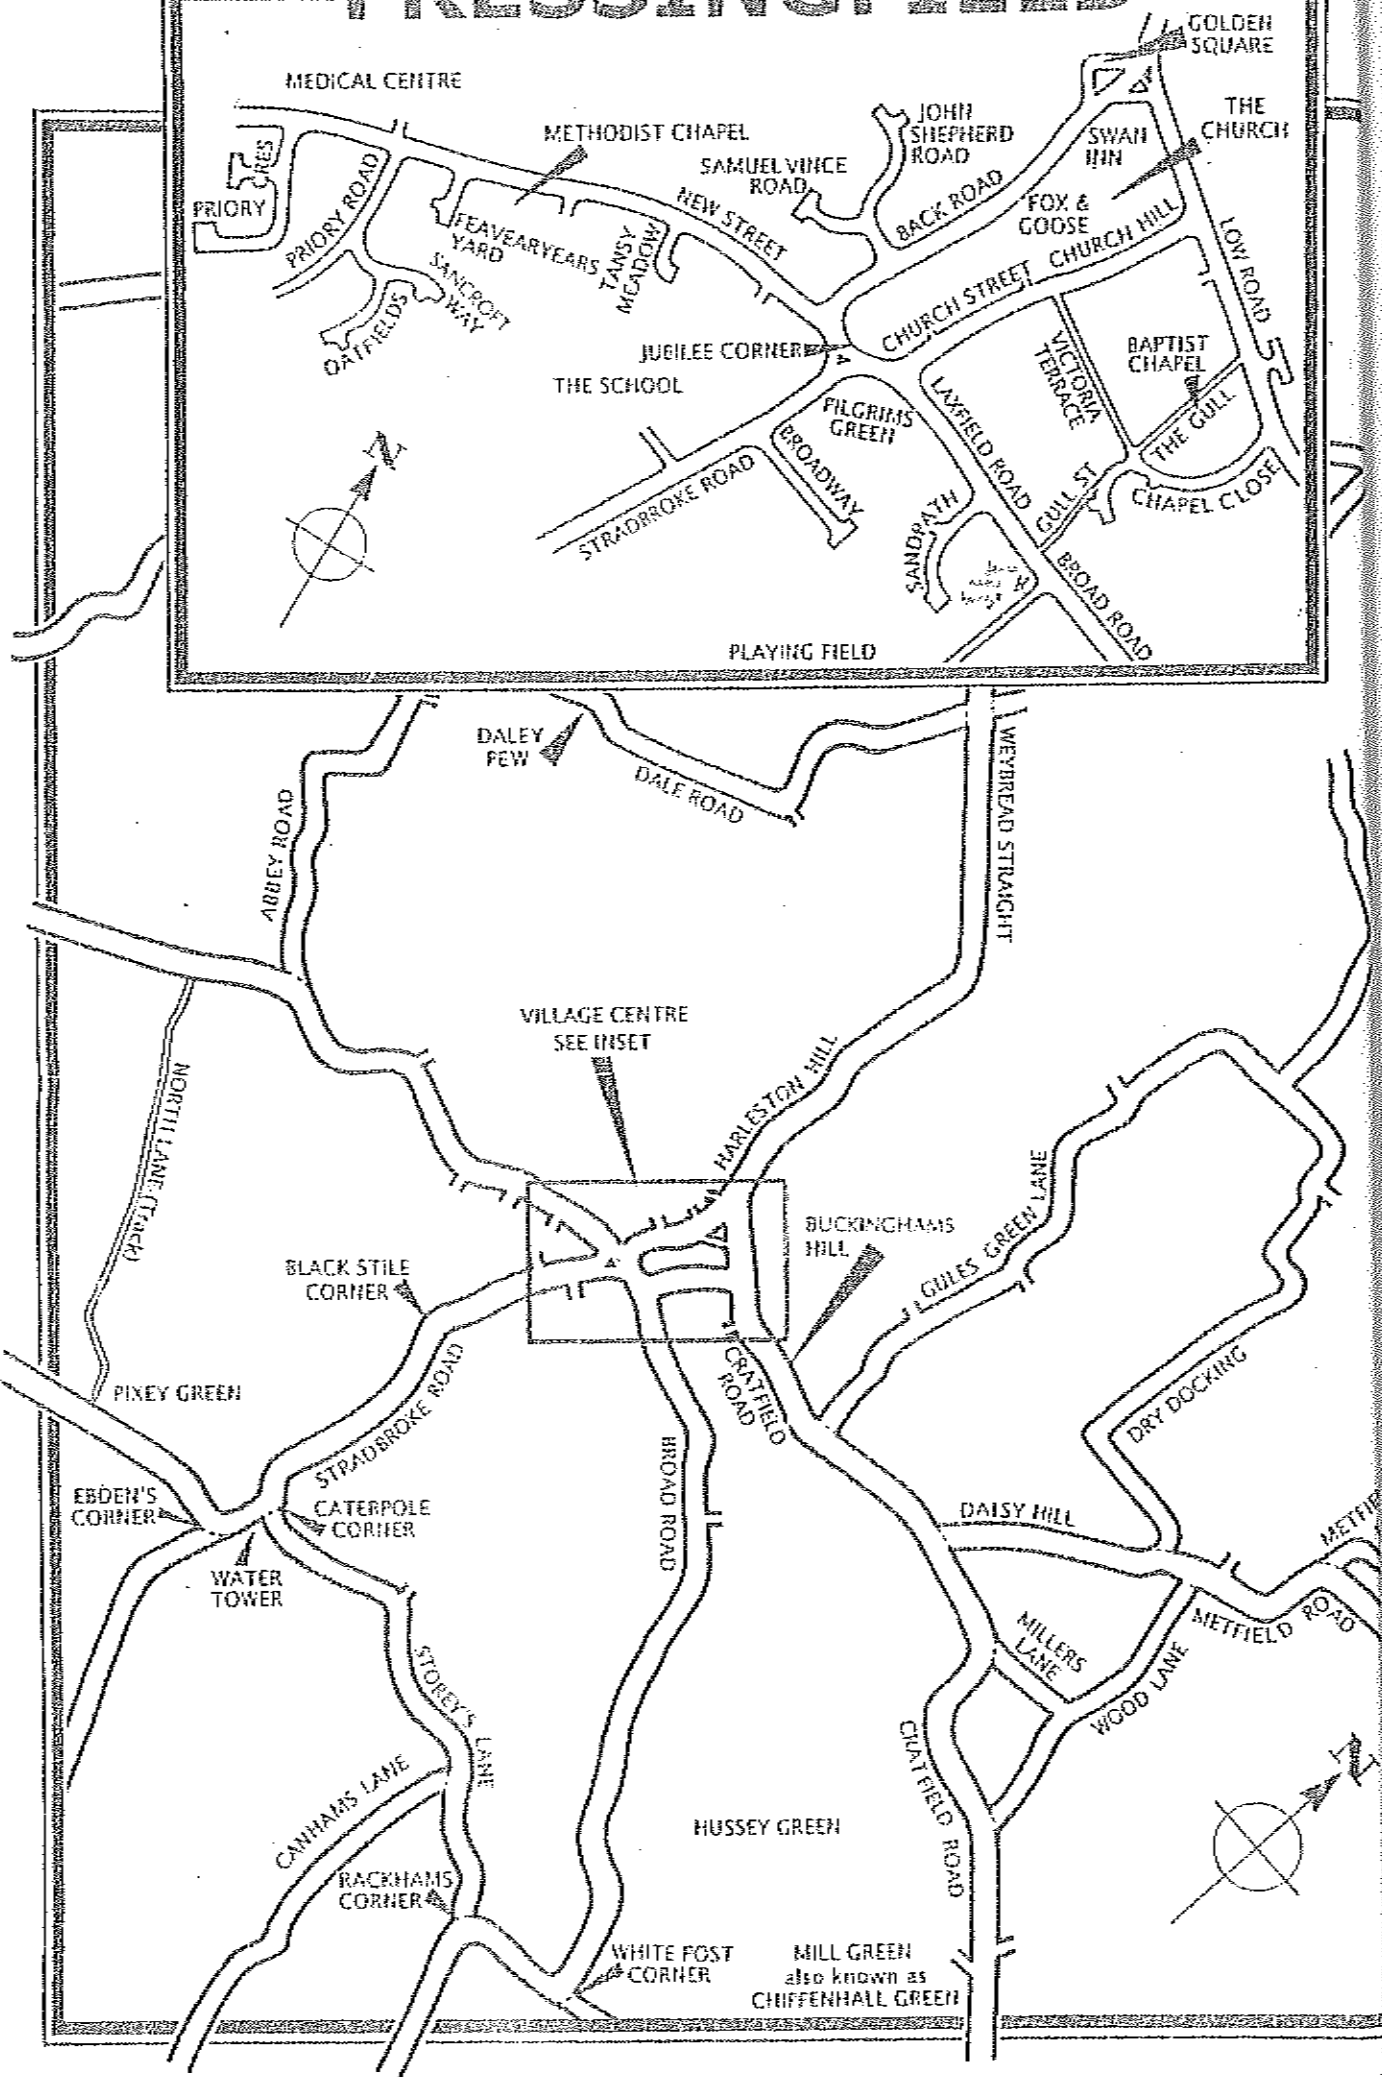 FRESSINGFIELD
GOLDEN
SQUARE
MEDICAL CENTRE
THE
CHURCH
JOHN
SHEPHERD
ROAD
METHODIST CHAPEL
SWAN
INN
SAMUEL VINCE
ROAD
PRIORY
CRES
PRIORY ROAD
FEAVEARYEARS
YARD
TANSY
MEADOW
NEW STREET
BACK ROAD
FOX &
GOOSE
CHURCH HILL
LOW ROAD
SANCROFT
WAY
OATFIELDS
CHURCH STREET
JUBILEE CORNER
THE SCHOOL
VICTORIA
TERRACE
BAPTIST
CHAPEL
PILGRIMS
GREEN
LAXFIELD ROAD
THE GULL
BROADWAY
N
STRADBROKE ROAD
GULL ST
CHAPEL CLOSE
SANDPATH
BROAD ROAD
PLAYING FIELD
DALEY
PEW
DALE ROAD
WEYBREAD STRAIGHT
ABBEY ROAD
VILLAGE CENTRE
SEE INSET
NORTH LANE (Track)
HARLESTON HILL
BUCKINGHAMS
HILL
GULES GREEN LANE
BLACK STILE
CORNER
PIXEY GREEN
STRADBROKE ROAD
CRATFIELD
ROAD
DRY DOCKING
BROAD ROAD
EBDEN'S
CORNER
CATERPOLE
CORNER
DAISY HILL
WATER
TOWER
METFIE
METFIELD ROAD
MILLERS
LANE
WOOD LANE
STOREY'S LANE
CANHAMS LANE
CRATFIELD ROAD
N
HUSSEY GREEN
RACKHAMS
CORNER
WHITE POST
CORNER
MILL GREEN
also known as
CHIFFENHALL GREEN